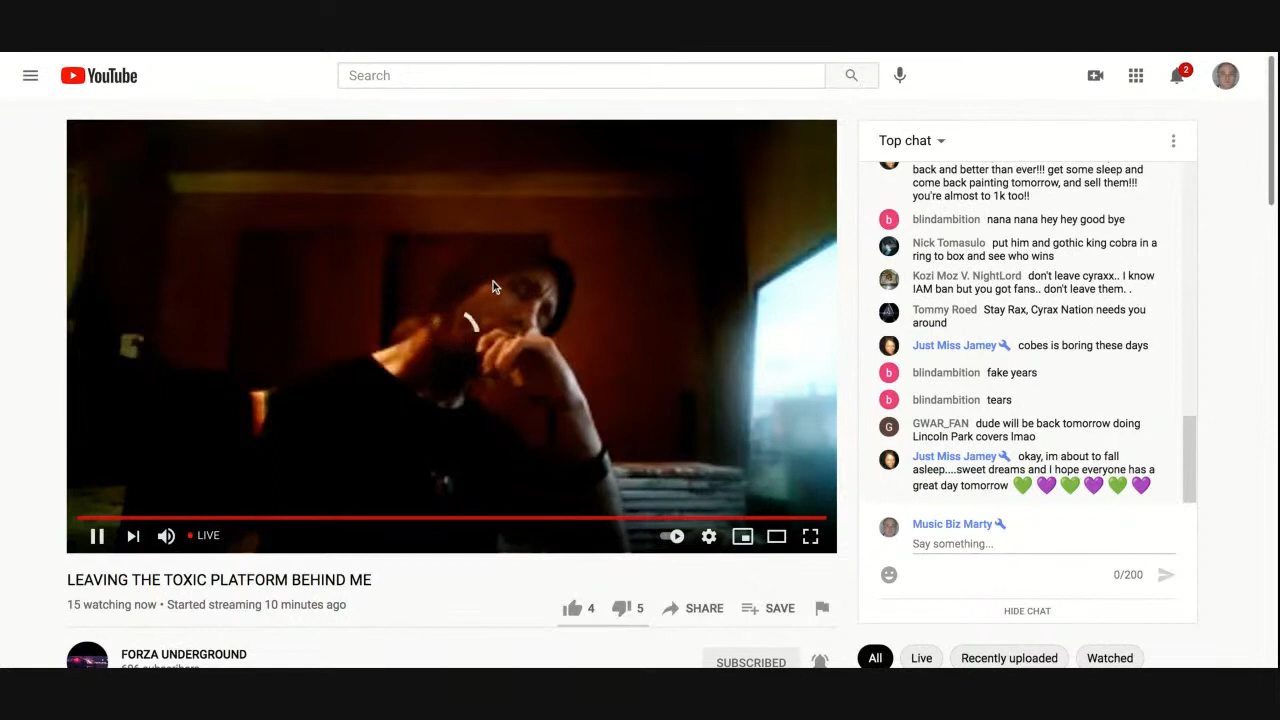 YouTube
Search
2
Top chat
back and better than ever!!! get some sleep and
come back painting tomorrow, and sell them!!!
you're almost to 1k too!!
b blindambition nana nana hey hey good bye
Nick Tomasulo put him and gothic king cobra in a
ring to box and see who wins
Kozi Moz V. NightLord don't leave cyraxx.. I know
IAM ban but you got fans.. don't leave them. .
Tommy Roed Stay Rax, Cyrax Nation needs you
around
Just Miss Jamey cobes is boring these days
b blindambition fake years
b blindambition tears
G GWAR_FAN dude will be back tomorrow doing
Lincoln Park covers lmao
Just Miss Jamey okay, im about to fall
asleep....sweet dreams and I hope everyone has a
great day tomorrow 💚💜💚💜💚💜
Music Biz Marty
Say something...
0/200
HIDE CHAT
LIVE
LEAVING THE TOXIC PLATFORM BEHIND ME
15 watching now • Started streaming 10 minutes ago
4 5 SHARE SAVE
FORZA UNDERGROUND
SUBSCRIBED
All Live Recently uploaded Watched